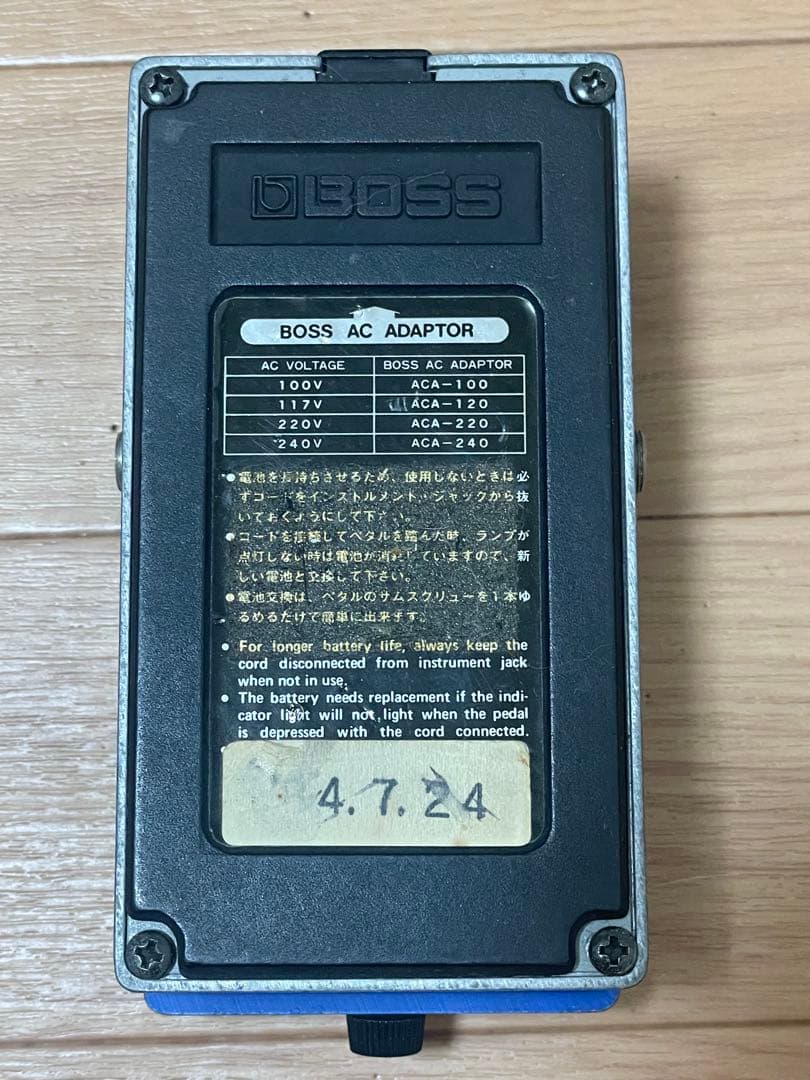 BOSS
BOSS AC ADAPTOR
AC VOLTAGE BOSS AC ADAPTOR
100V ACA-100
117V ACA-120
220V ACA-220
240V ACA-240
●電池を長持ちさせるため、使用しないときは必
ずコードをインストルメント・ジャックから抜
いておくようにして下さい。
●コードを接続してペダルを踏んだ時、ランプが
点灯しない時は電池が消耗していますので、新
しい電池と交換して下さい。
●電池交換は、ペダルのサムスクリューを1本ゆ
るめるだけで簡単に出来ます。
● For longer battery life, always keep the
cord disconnected from instrument jack
when not in use.
● The battery needs replacement if the indi-
cator light will not light when the pedal
is depressed with the cord connected.
4.7.24